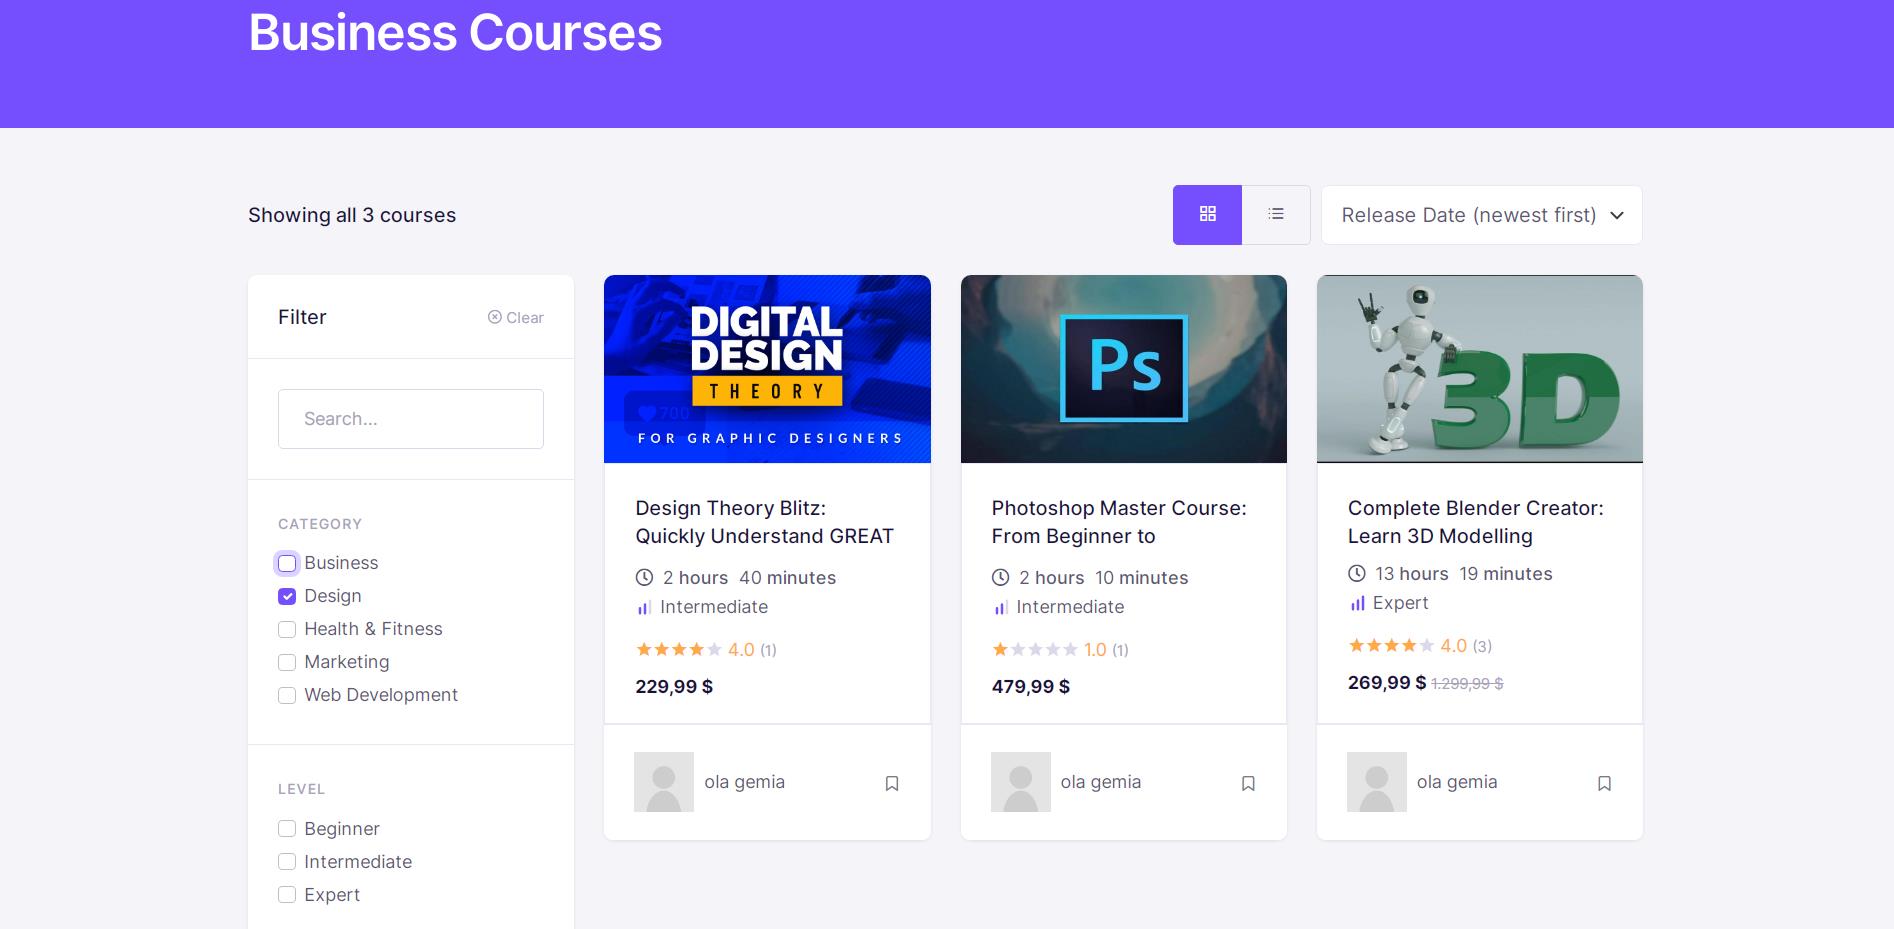 Business Courses
Showing all 3 courses
Release Date (newest first)
Filter
Clear
Search...
CATEGORY
Business
Design
Health & Fitness
Marketing
Web Development
LEVEL
Beginner
Intermediate
Expert
DIGITAL
DESIGN
THEORY
700
FOR GRAPHIC DESIGNERS
Design Theory Blitz:
Quickly Understand GREAT
2 hours 40 minutes
Intermediate
4.0 (1)
229,99 $
ola gemia
Ps
Photoshop Master Course:
From Beginner to
2 hours 10 minutes
Intermediate
1.0 (1)
479,99 $
ola gemia
3D
Complete Blender Creator:
Learn 3D Modelling
13 hours 19 minutes
Expert
4.0 (3)
269,99 $ 1.299,99 $
ola gemia